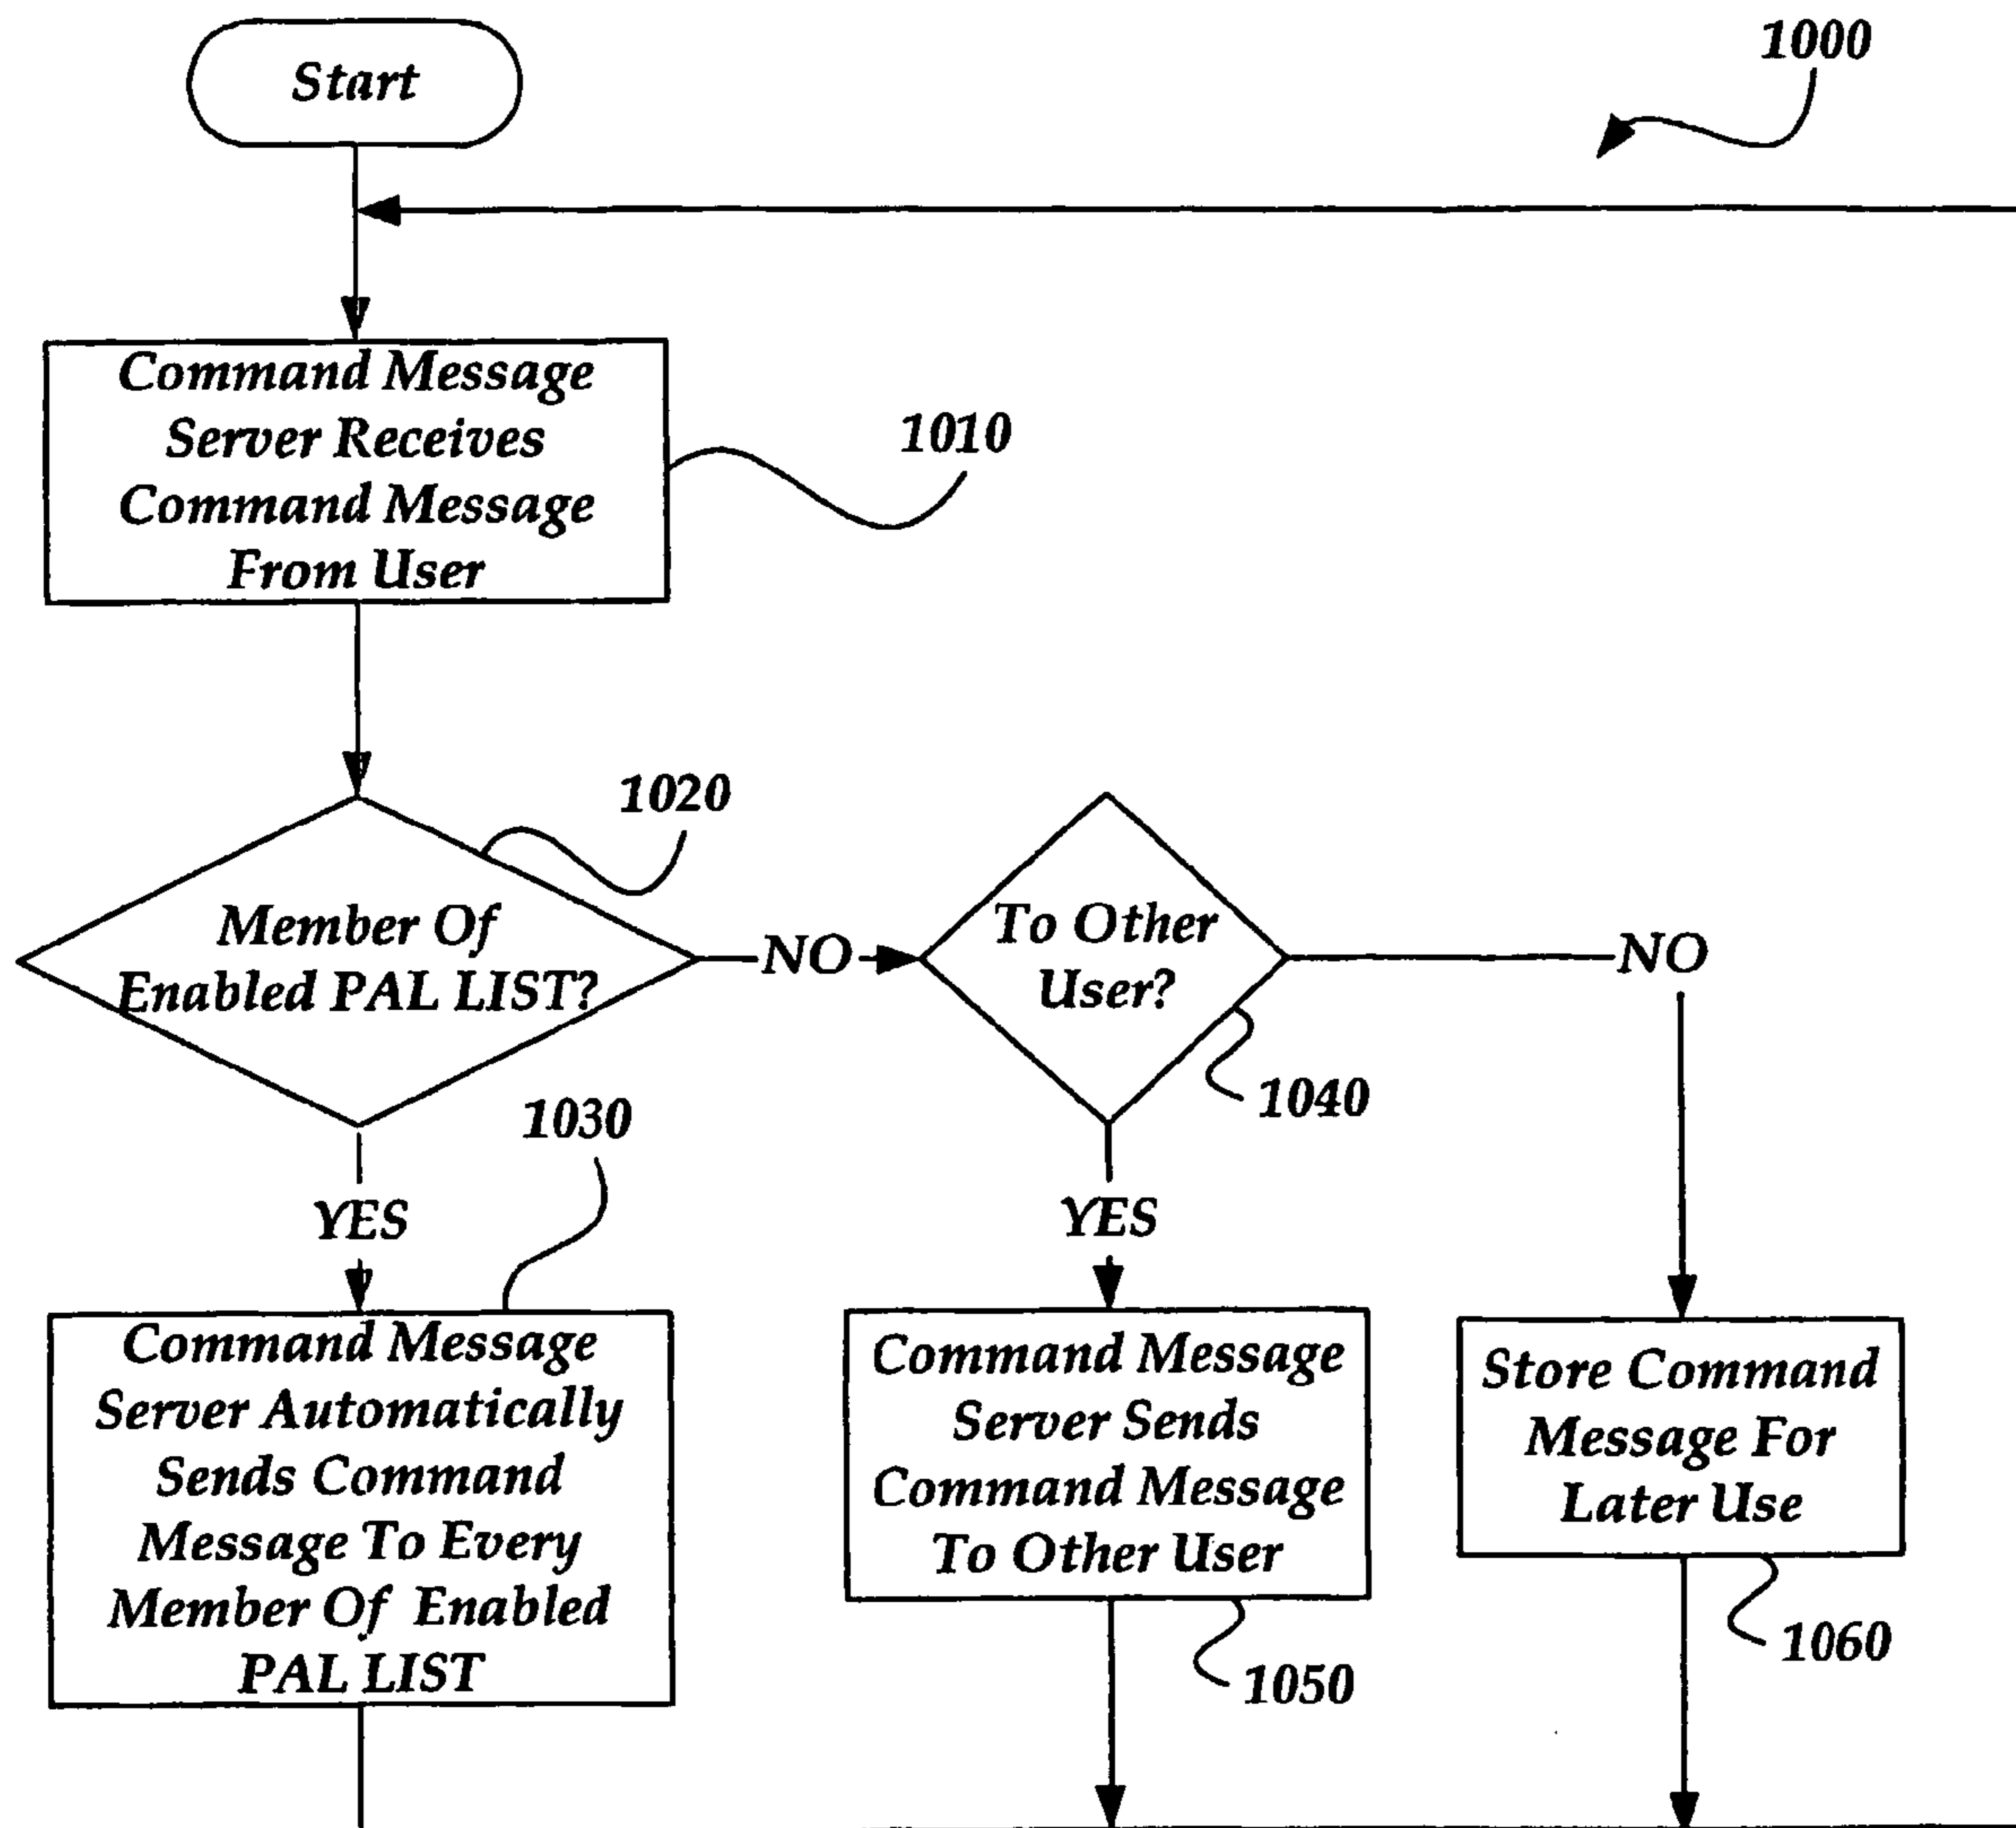 Start
1000
Command Message
Server Receives
Command Message
From User
1010
1020
Member Of
Enabled PAL LIST?
NO
To Other
User?
NO
1040
1030
YES
YES
Command Message
Server Automatically
Sends Command
Message To Every
Member Of Enabled
PAL LIST
Command Message
Server Sends
Command Message
To Other User
Store Command
Message For
Later Use
1050
1060